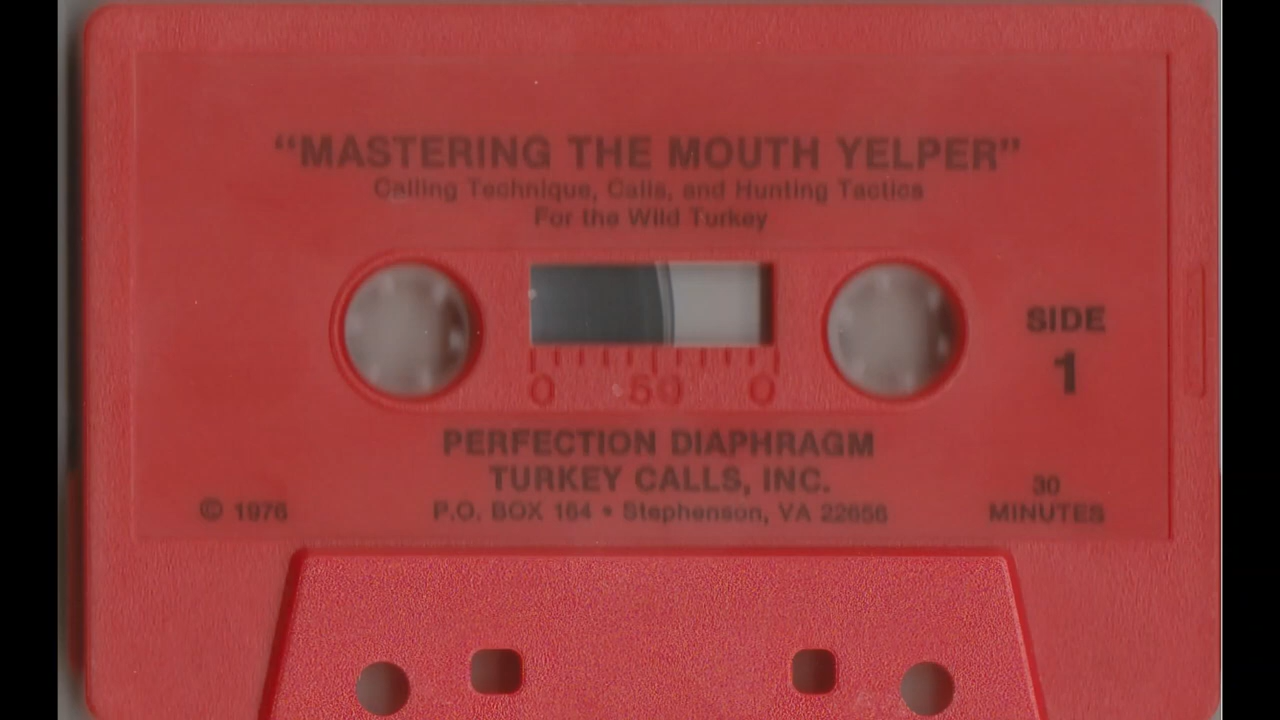 “MASTERING THE MOUTH YELPER”
Calling Technique, Calls, and Hunting Tactics
For the Wild Turkey
SIDE
1
0 50 0
PERFECTION DIAPHRAGM
TURKEY CALLS, INC.
P.O. BOX 164 • Stephenson, VA 22656
© 1976
30
MINUTES